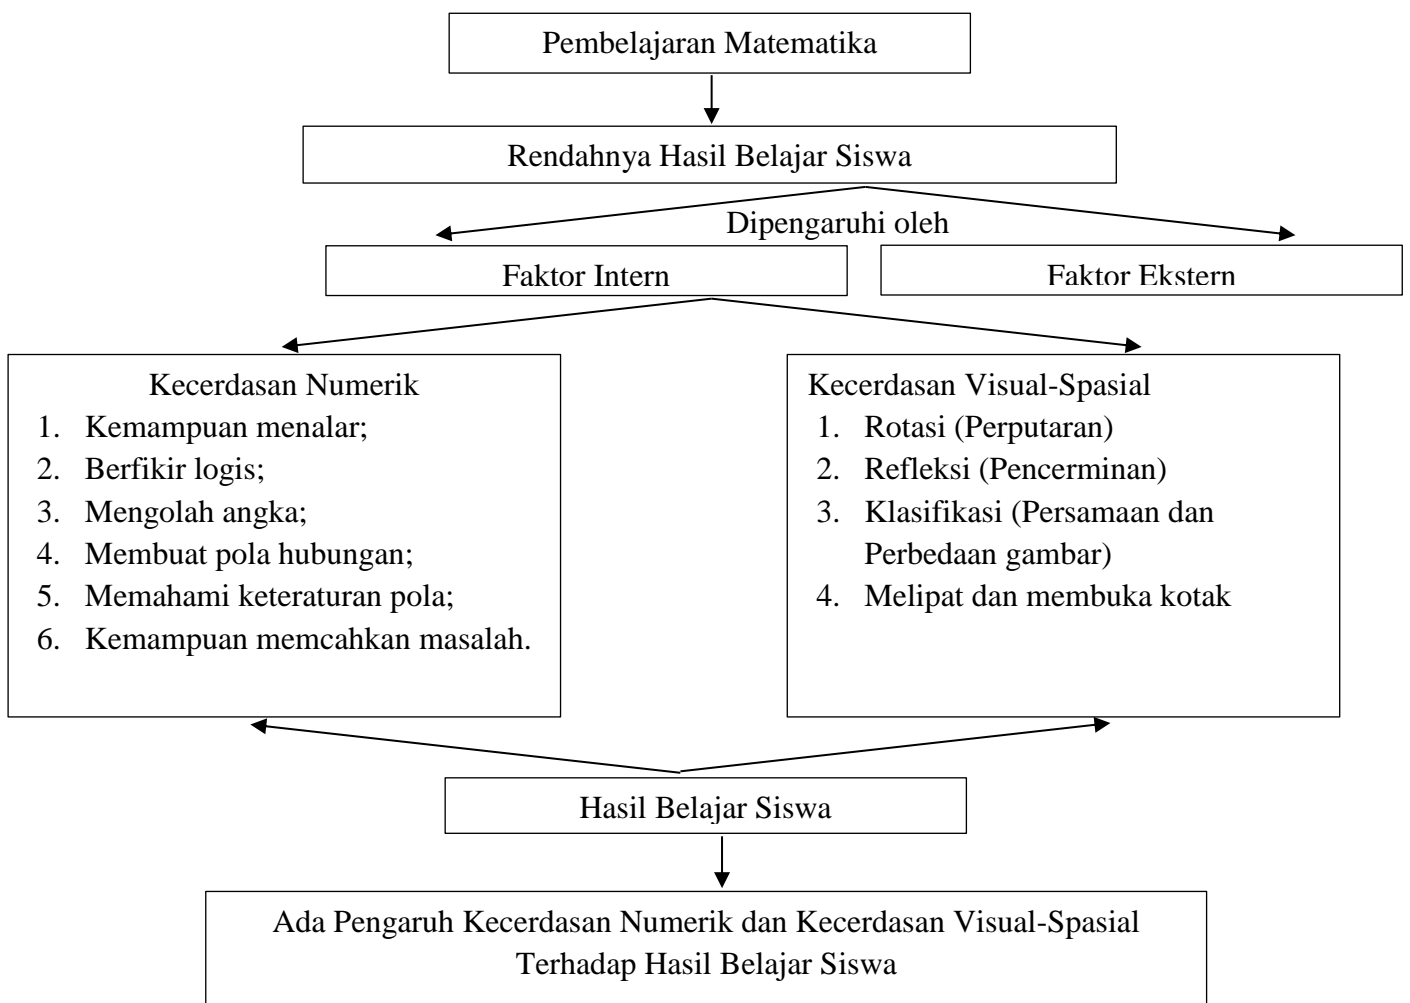 Pembelajaran Matematika
Rendahnya Hasil Belajar Siswa
Dipengaruhi oleh
Faktor Intern
Faktor Ekstern
Kecerdasan Numerik
1. Kemampuan menalar;
2. Berfikir logis;
3. Mengolah angka;
4. Membuat pola hubungan;
5. Memahami keteraturan pola;
6. Kemampuan memcahkan masalah.
Kecerdasan Visual-Spasial
1. Rotasi (Perputaran)
2. Refleksi (Pencerminan)
3. Klasifikasi (Persamaan dan
Perbedaan gambar)
4. Melipat dan membuka kotak
Hasil Belajar Siswa
Ada Pengaruh Kecerdasan Numerik dan Kecerdasan Visual-Spasial
Terhadap Hasil Belajar Siswa